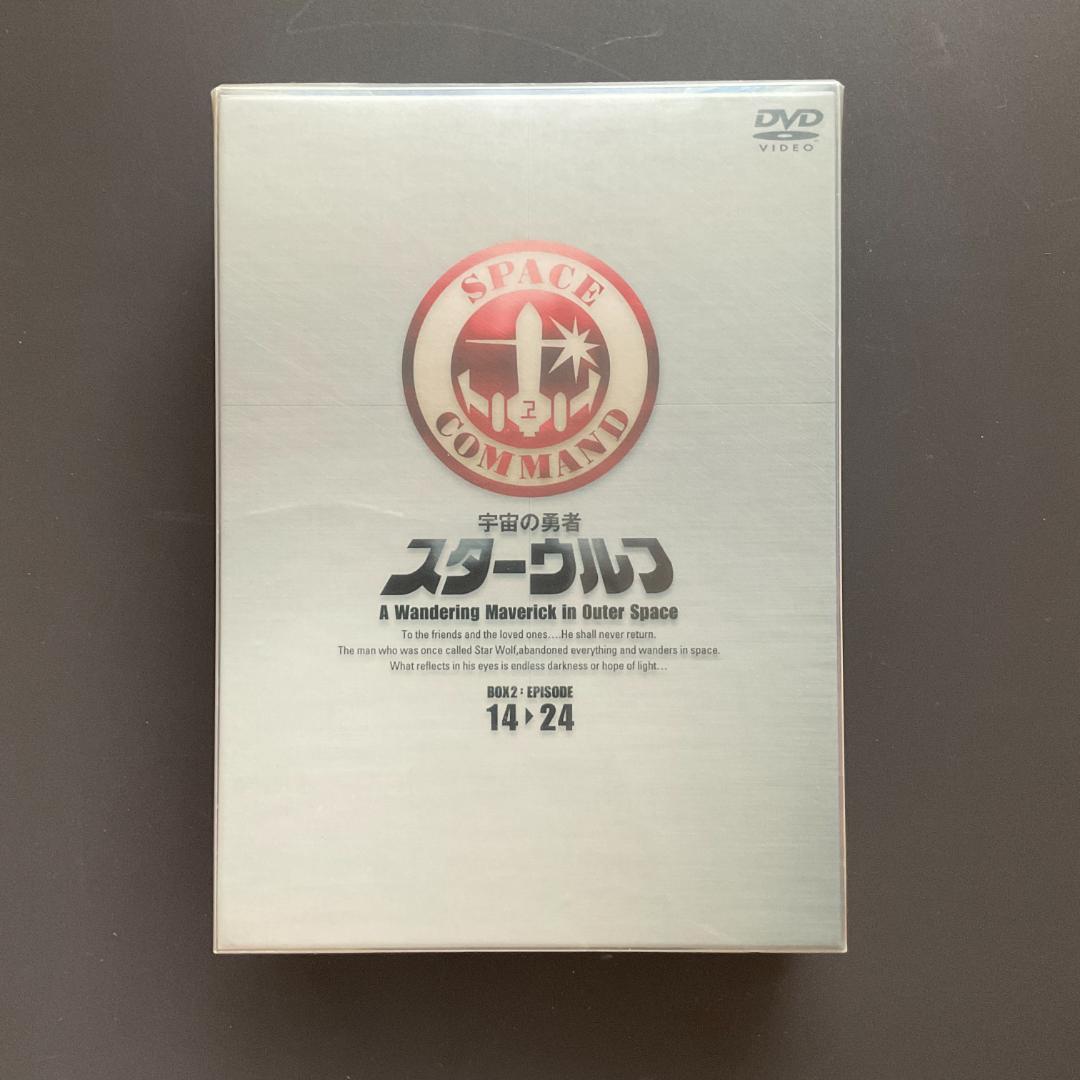 DVD
VIDEO
SPACE
COMMAND
宇宙の勇者
スターウルフ
A Wandering Maverick in Outer Space
To the friends and the loved ones....He shall never return.
The man who was once called Star Wolf,abandoned everything and wanders in space.
What reflects in his eyes is endless darkness or hope of light...
BOX2 : EPISODE
14▶24